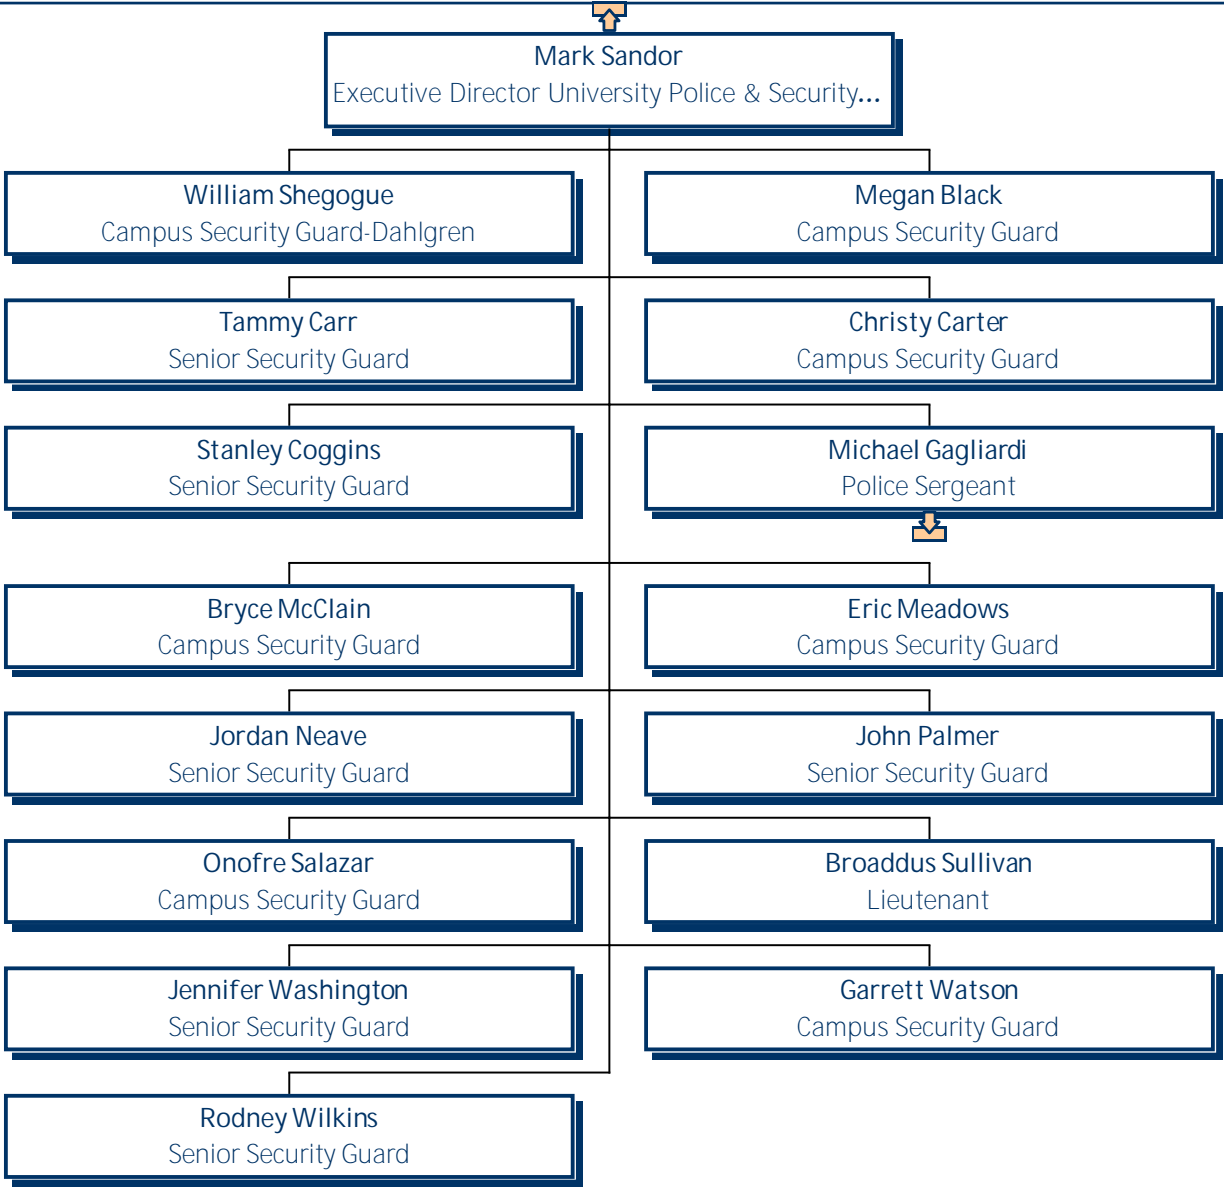 Mark Sandor
Executive Director University Police & Security...
William Shegogue
Campus Security Guard-Dahlgren
Megan Black
Campus Security Guard
Tammy Carr
Senior Security Guard
Christy Carter
Campus Security Guard
Stanley Coggins
Senior Security Guard
Michael Gagliardi
Police Sergeant
Bryce McClain
Campus Security Guard
Eric Meadows
Campus Security Guard
Jordan Neave
Senior Security Guard
John Palmer
Senior Security Guard
Onofre Salazar
Campus Security Guard
Broaddus Sullivan
Lieutenant
Jennifer Washington
Senior Security Guard
Garrett Watson
Campus Security Guard
Rodney Wilkins
Senior Security Guard